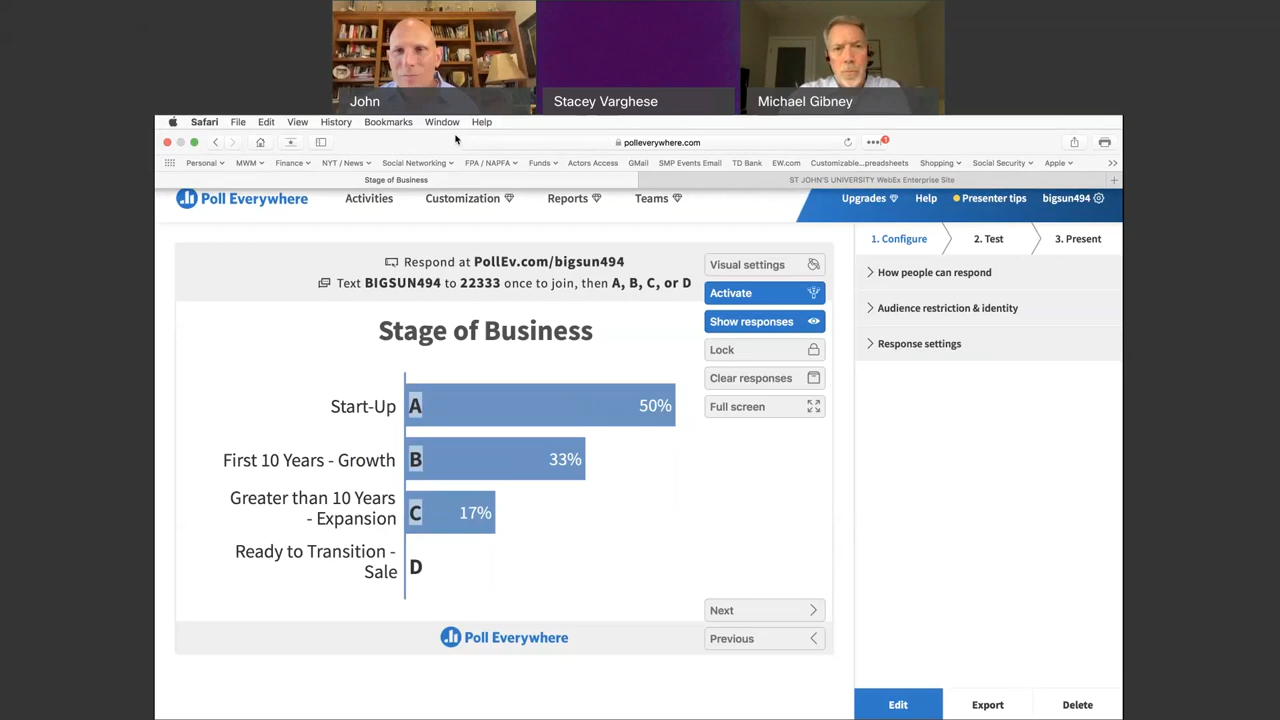 John
Stacey Varghese
Michael Gibney
Safari File Edit View History Bookmarks Window Help
polleverywhere.com
1
Personal MWM Finance NYT / News Social Networking FPA / NAPFA Funds Actors Access GMail SMP Events Email TD Bank EW.com Customizable...preadsheets Shopping Social Security Apple
Stage of Business
ST JOHN'S UNIVERSITY WebEx Enterprise Site
Poll Everywhere Activities Customization Reports Teams Upgrades Help Presenter tips bigsun494
Respond at PollEv.com/bigsun494
Text BIGSUN494 to 22333 once to join, then A, B, C, or D
Stage of Business
Start-Up A 50%
First 10 Years - Growth B 33%
Greater than 10 Years
- Expansion C 17%
Ready to Transition -
Sale D
Poll Everywhere
Visual settings
Activate
Show responses
Lock
Clear responses
Full screen
Next
Previous
1. Configure 2. Test 3. Present
How people can respond
Audience restriction & identity
Response settings
Edit Export Delete